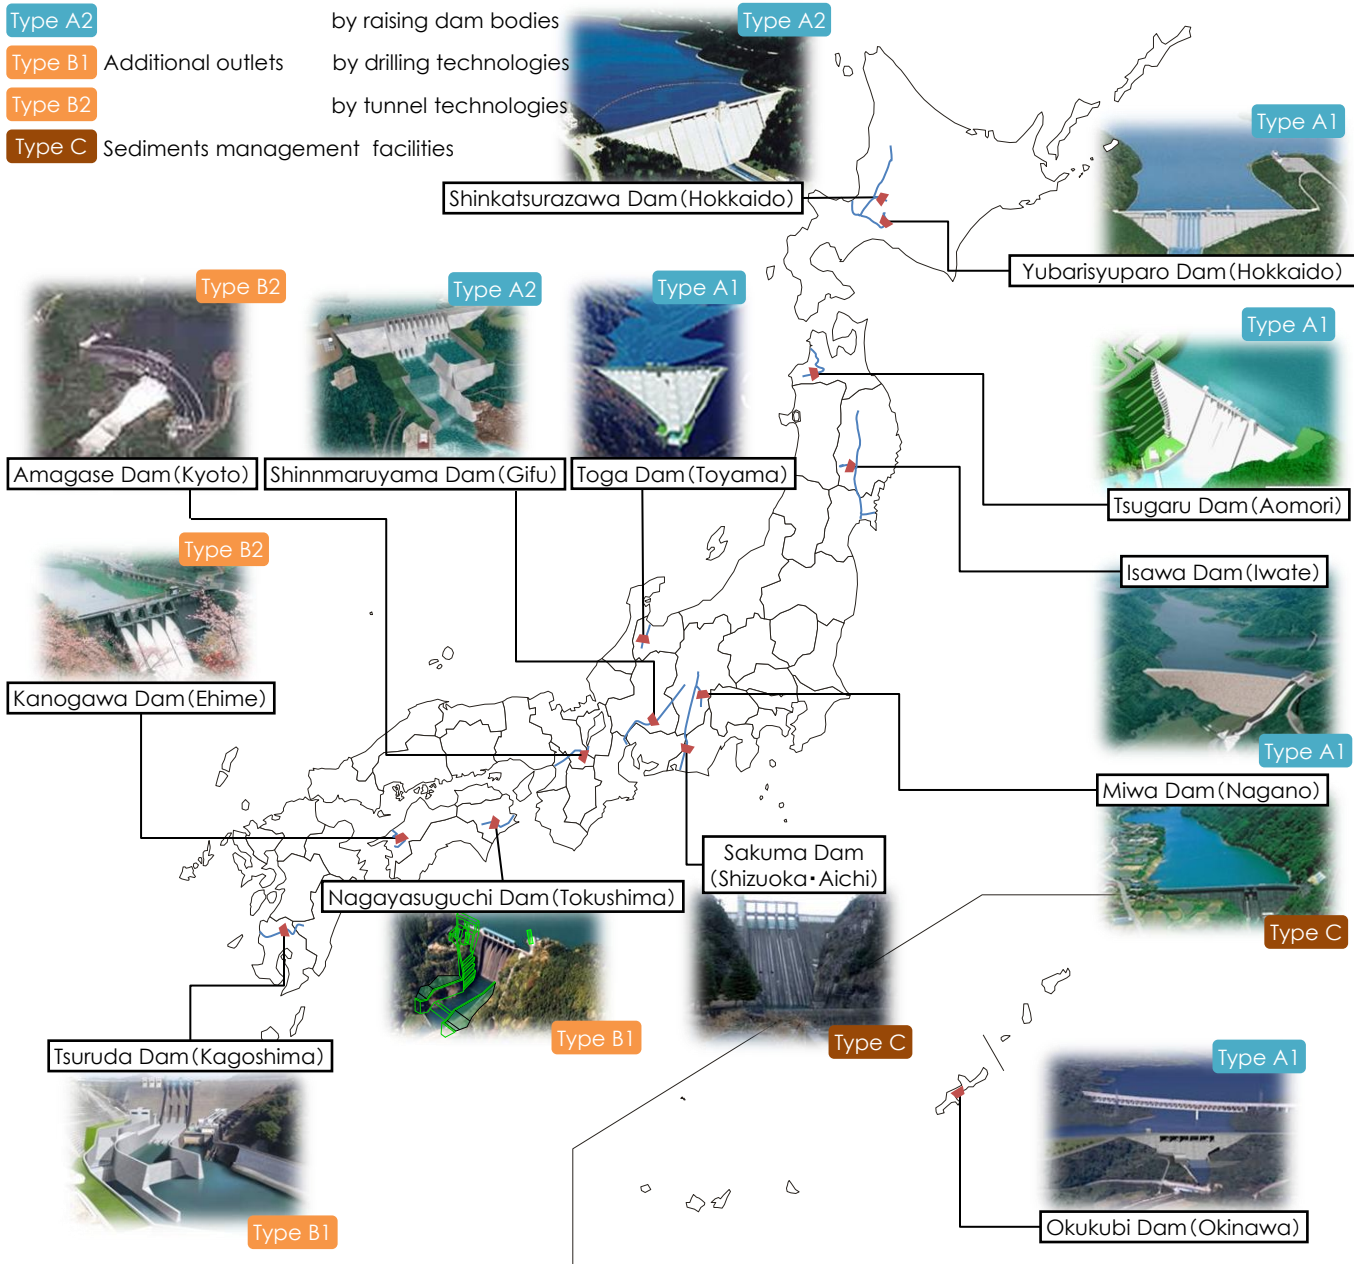 Type A2 by raising dam bodies
Type B1 Additional outlets by drilling technologies
Type B2 by tunnel technologies
Type C Sediments management facilities
Type A2
Shinkatsurazawa Dam(Hokkaido)
Type A1
Yubarisyuparo Dam(Hokkaido)
Type B2
Amagase Dam(Kyoto)
Type A2
Shinnmaruyama Dam(Gifu)
Type A1
Toga Dam(Toyama)
Type A1
Tsugaru Dam(Aomori)
Type B2
Kanogawa Dam(Ehime)
Isawa Dam(Iwate)
Type A1
Miwa Dam(Nagano)
Type C
Sakuma Dam
(Shizuoka・Aichi)
Type C
Nagayasuguchi Dam(Tokushima)
Type B1
Tsuruda Dam(Kagoshima)
Type B1
Type A1
Okukubi Dam(Okinawa)